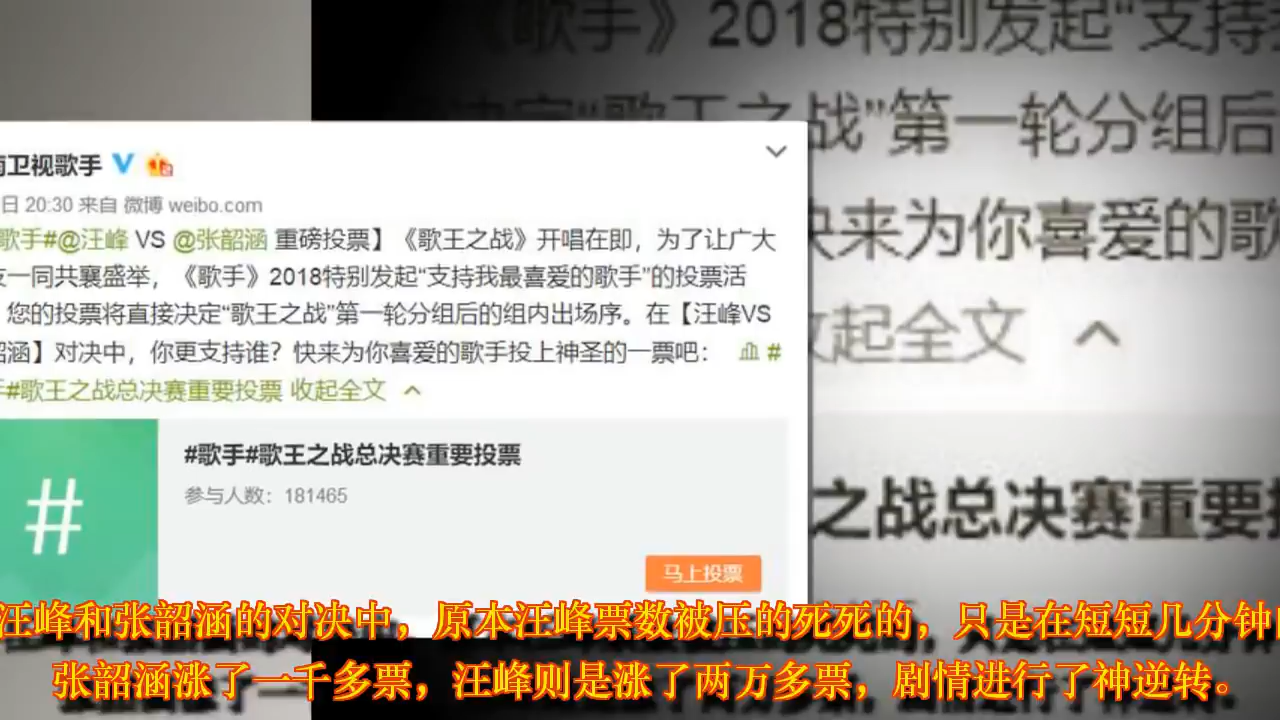 《歌手》2018特别发起“支持
决定“歌王之战”第一轮分组后
卫视歌手
日 20:30 来自 微博 weibo.com
歌手#@汪峰 VS @张韶涵 重磅投票】《歌王之战》开唱在即，为了让广大
友一同共襄盛举，《歌手》2018特别发起“支持我最喜爱的歌手”的投票活
您的投票将直接决定“歌王之战”第一轮分组后的组内出场序。在【汪峰VS
韶涵】对决中，你更支持谁？快来为你喜爱的歌手投上神圣的一票吧： #
#歌王之战总决赛重要投票 收起全文
快来为你喜爱的歌
收起全文
#
#歌手#歌王之战总决赛重要投票
参与人数：181465
马上投票
之战总决赛重要
汪峰和张韶涵的对决中，原本汪峰票数被压的死死的，只是在短短几分钟
张韶涵涨了一千多票，汪峰则是涨了两万多票，剧情进行了神逆转。